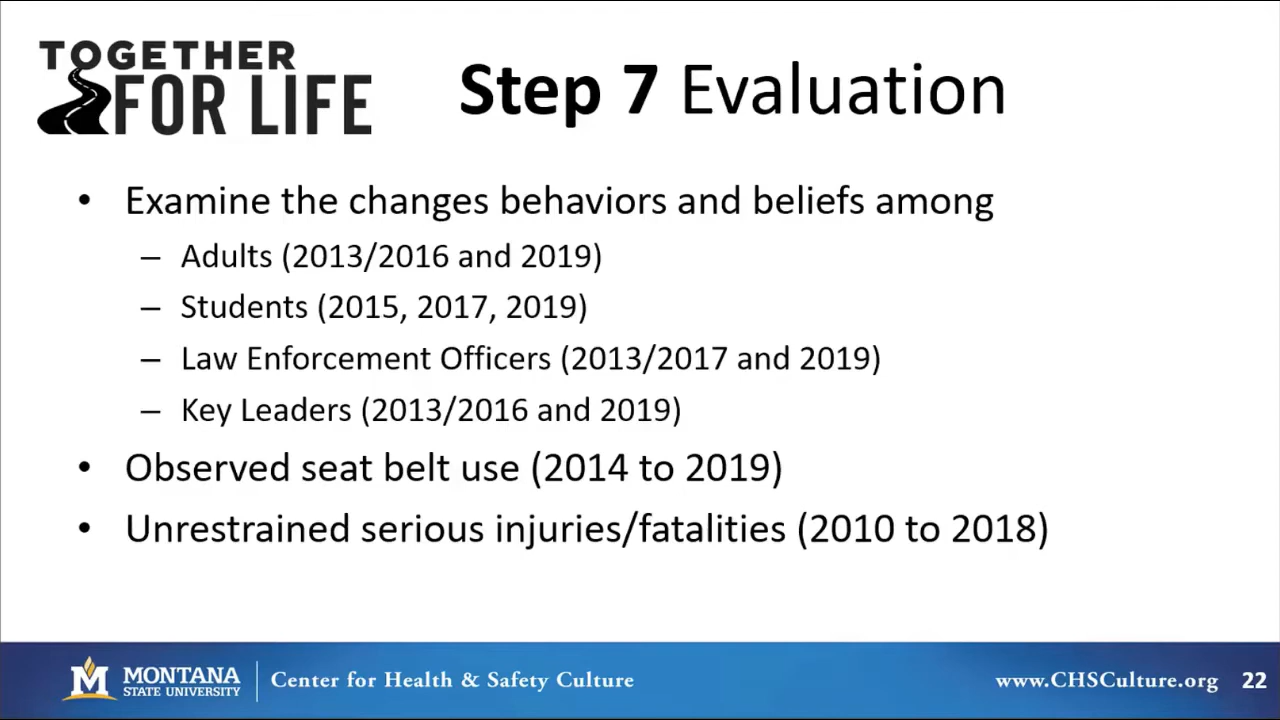 TOGETHER
FOR LIFE
Step 7 Evaluation
• Examine the changes behaviors and beliefs among
– Adults (2013/2016 and 2019)
– Students (2015, 2017, 2019)
– Law Enforcement Officers (2013/2017 and 2019)
– Key Leaders (2013/2016 and 2019)
• Observed seat belt use (2014 to 2019)
• Unrestrained serious injuries/fatalities (2010 to 2018)
M MONTANA
STATE UNIVERSITY
Center for Health & Safety Culture
www.CHSCulture.org 22